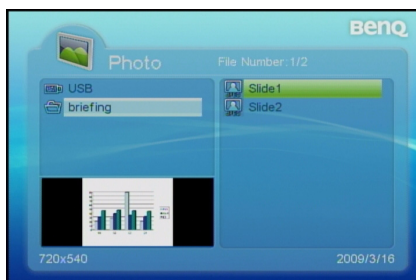 BenQ
Photo
File Number:1/2
USB
briefing
Slide1
Slide2
720x540
2009/3/16